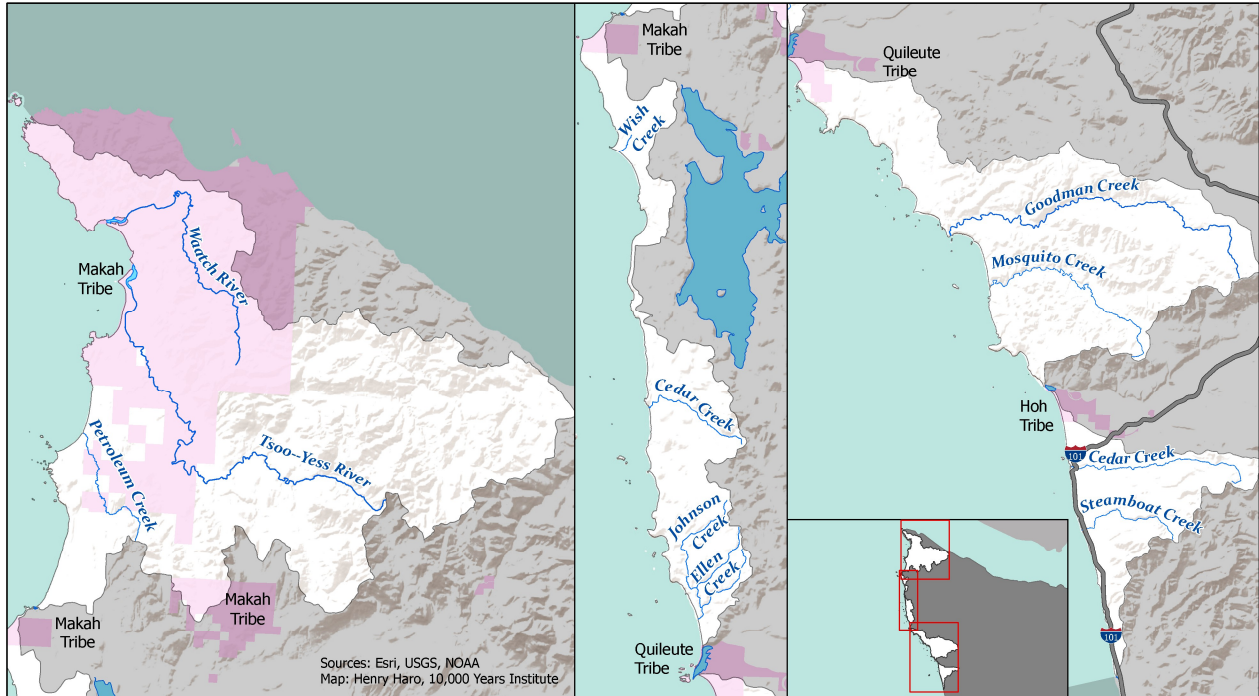 Makah
Tribe
Waatch River
Petroleum Creek
Tsoo-Yess River
Makah
Tribe
Makah
Tribe
Sources: Esri, USGS, NOAA
Map: Henry Haro, 10,000 Years Institute
Makah
Tribe
Wish
Creek
Cedar Creek
Johnson
Creek
Ellen
Creek
Quileute
Tribe
Quileute
Tribe
Goodman Creek
Mosquito Creek
Hoh
Tribe
101
Cedar Creek
Steamboat Creek
101